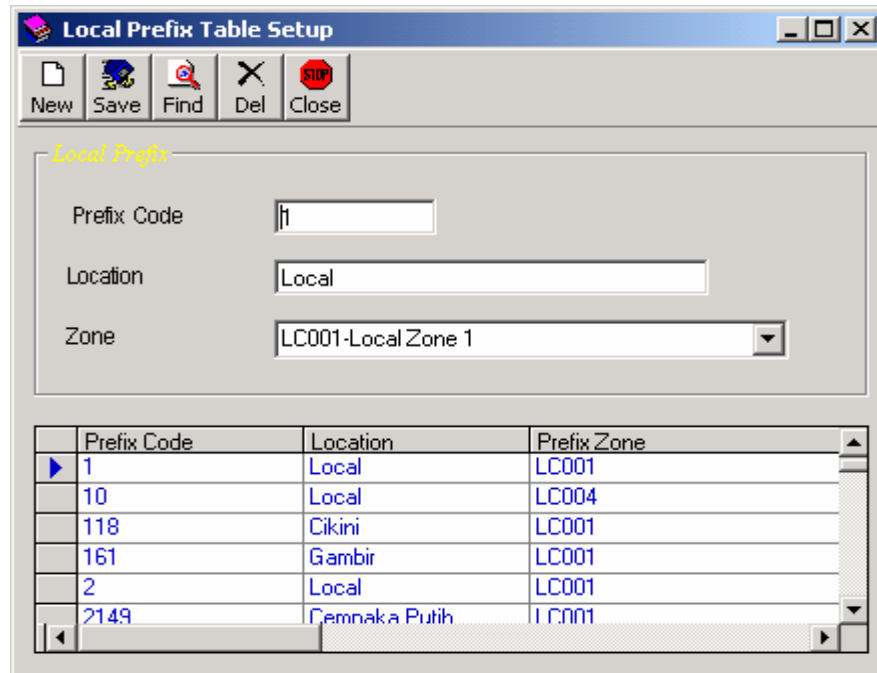 Local Prefix Table Setup
New Save Find Del STOP Close
Local Prefix
Prefix Code 1
Location Local
Zone LC001-Local Zone 1
Prefix Code Location Prefix Zone
1 Local LC001
10 Local LC004
118 Cikini LC001
161 Gambir LC001
2 Local LC001
2149 Cempaka Putih LC001